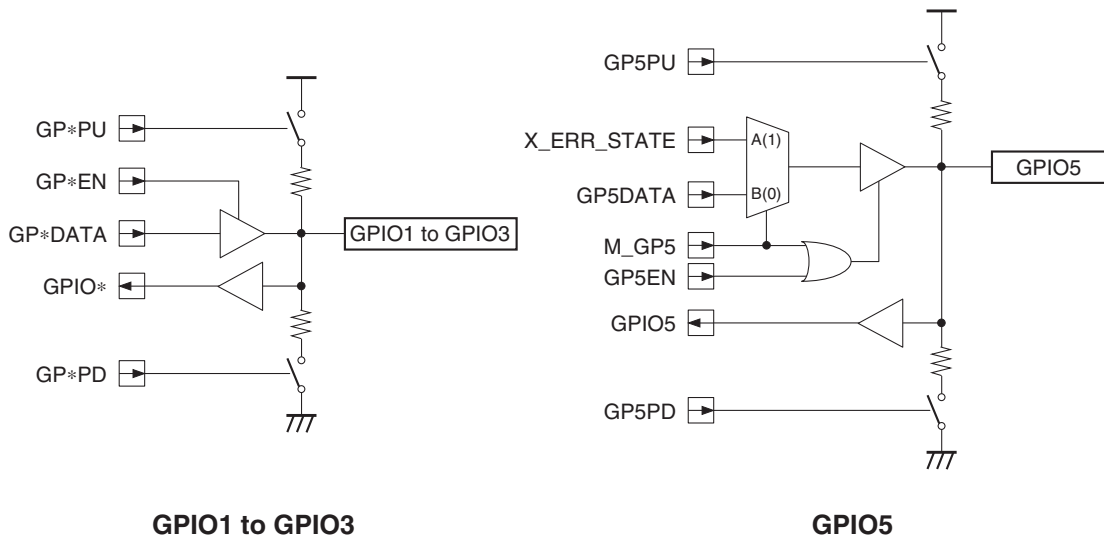 GP*PU
GP*EN
GP*DATA
GPIO1 to GPIO3
GPIO*
GP*PD
GPIO1 to GPIO3
GP5PU
X_ERR_STATE
A(1)
GPIO5
GP5DATA
B(0)
M_GP5
GP5EN
GPIO5
GP5PD
GPIO5